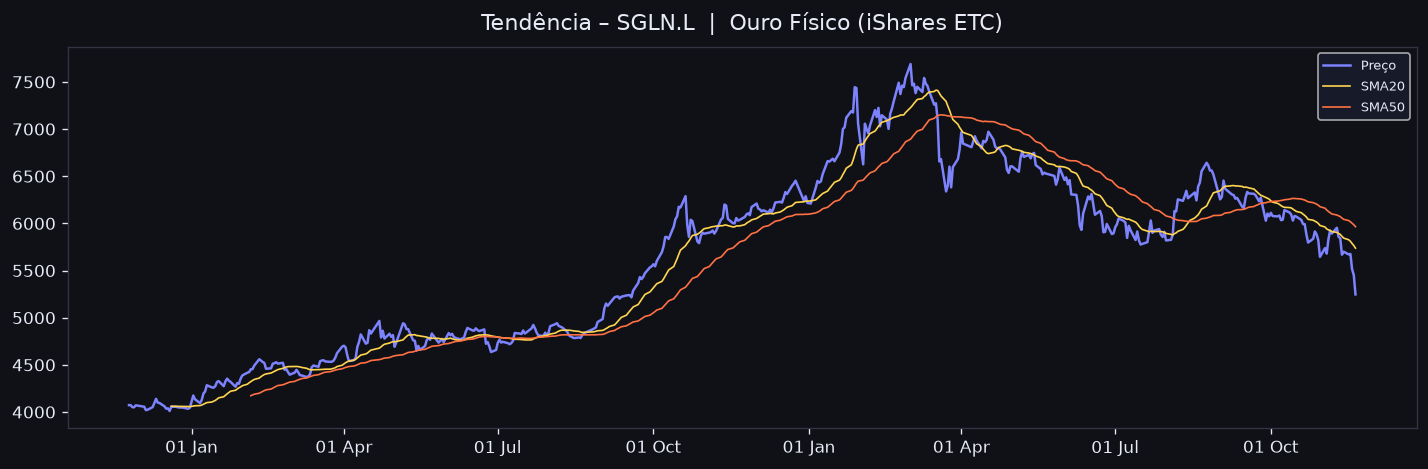 Tendência – SGLN.L | Ouro Físico (iShares ETC)
Preço
SMA20
SMA50
7500
7000
6500
6000
5500
5000
4500
4000
01 Jan
01 Apr
01 Jul
01 Oct
01 Jan
01 Apr
01 Jul
01 Oct